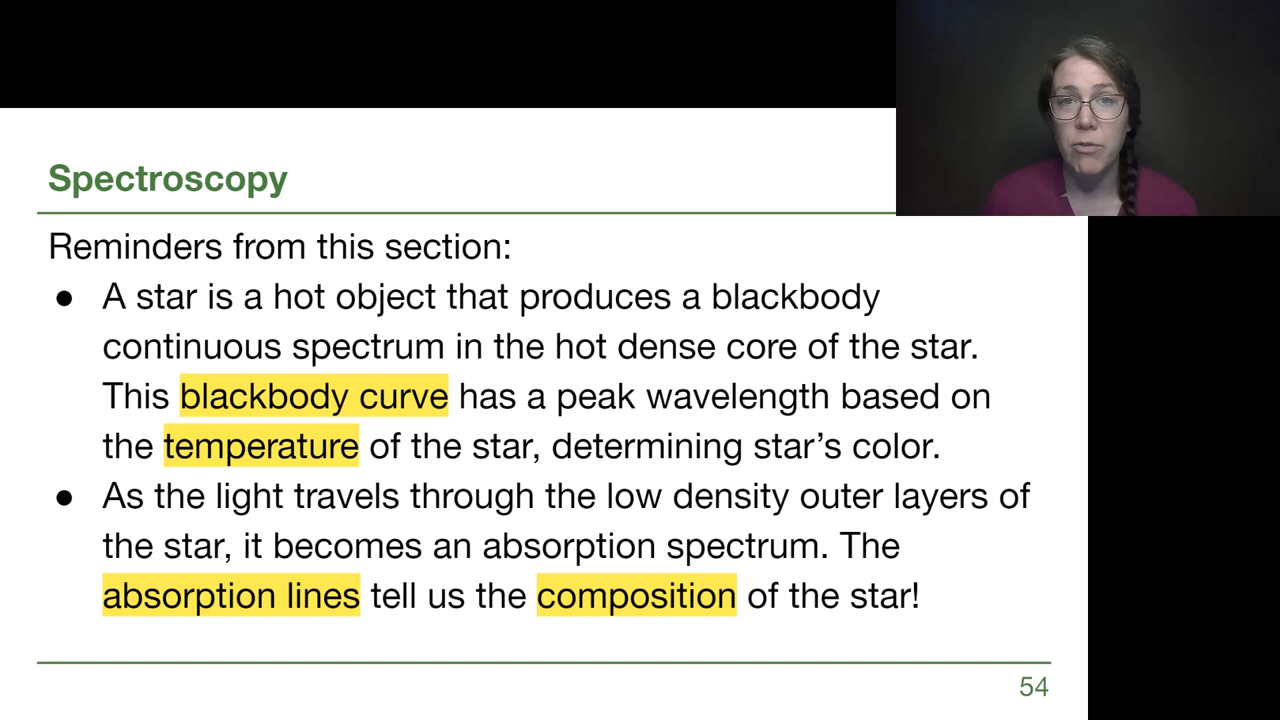 Spectroscopy
Reminders from this section:
● A star is a hot object that produces a blackbody
continuous spectrum in the hot dense core of the star.
This blackbody curve has a peak wavelength based on
the temperature of the star, determining star’s color.
● As the light travels through the low density outer layers of
the star, it becomes an absorption spectrum. The
absorption lines tell us the composition of the star!
54